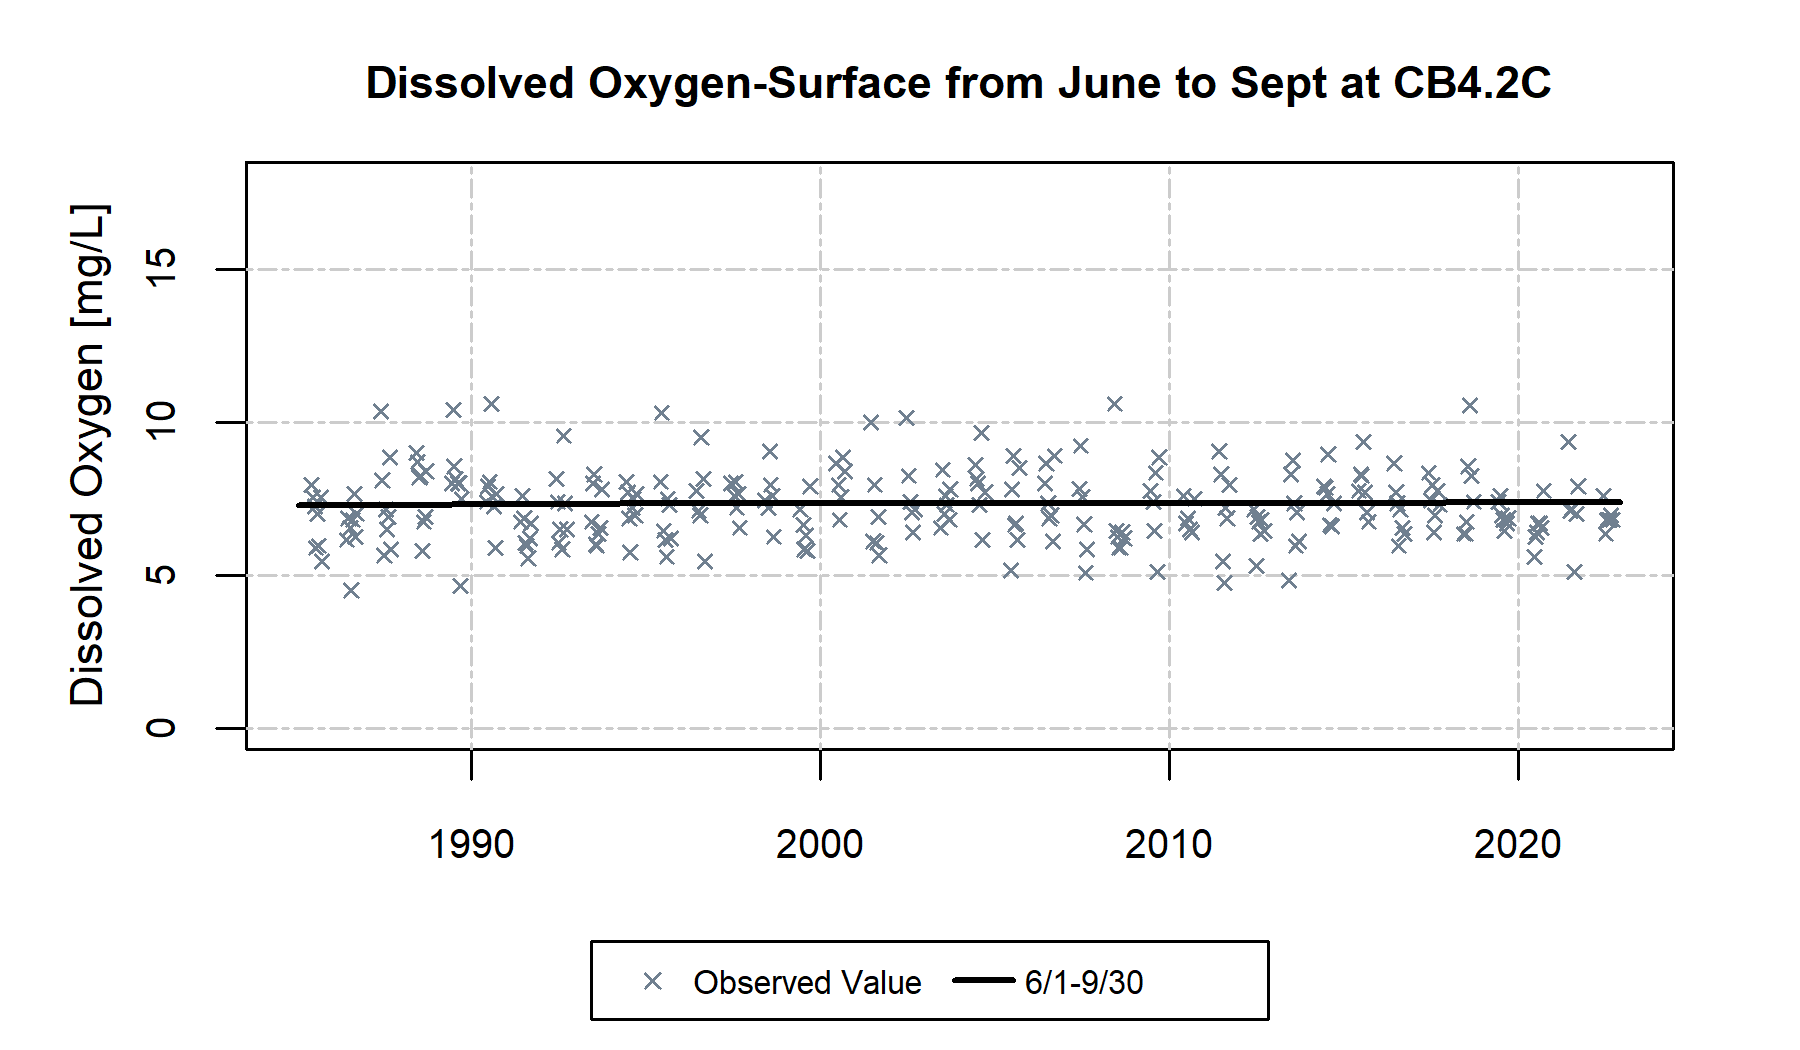 Dissolved Oxygen-Surface from June to Sept at CB4.2C
Dissolved Oxygen [mg/L]
15
10
5
0
1990 2000 2010 2020
Observed Value 6/1-9/30